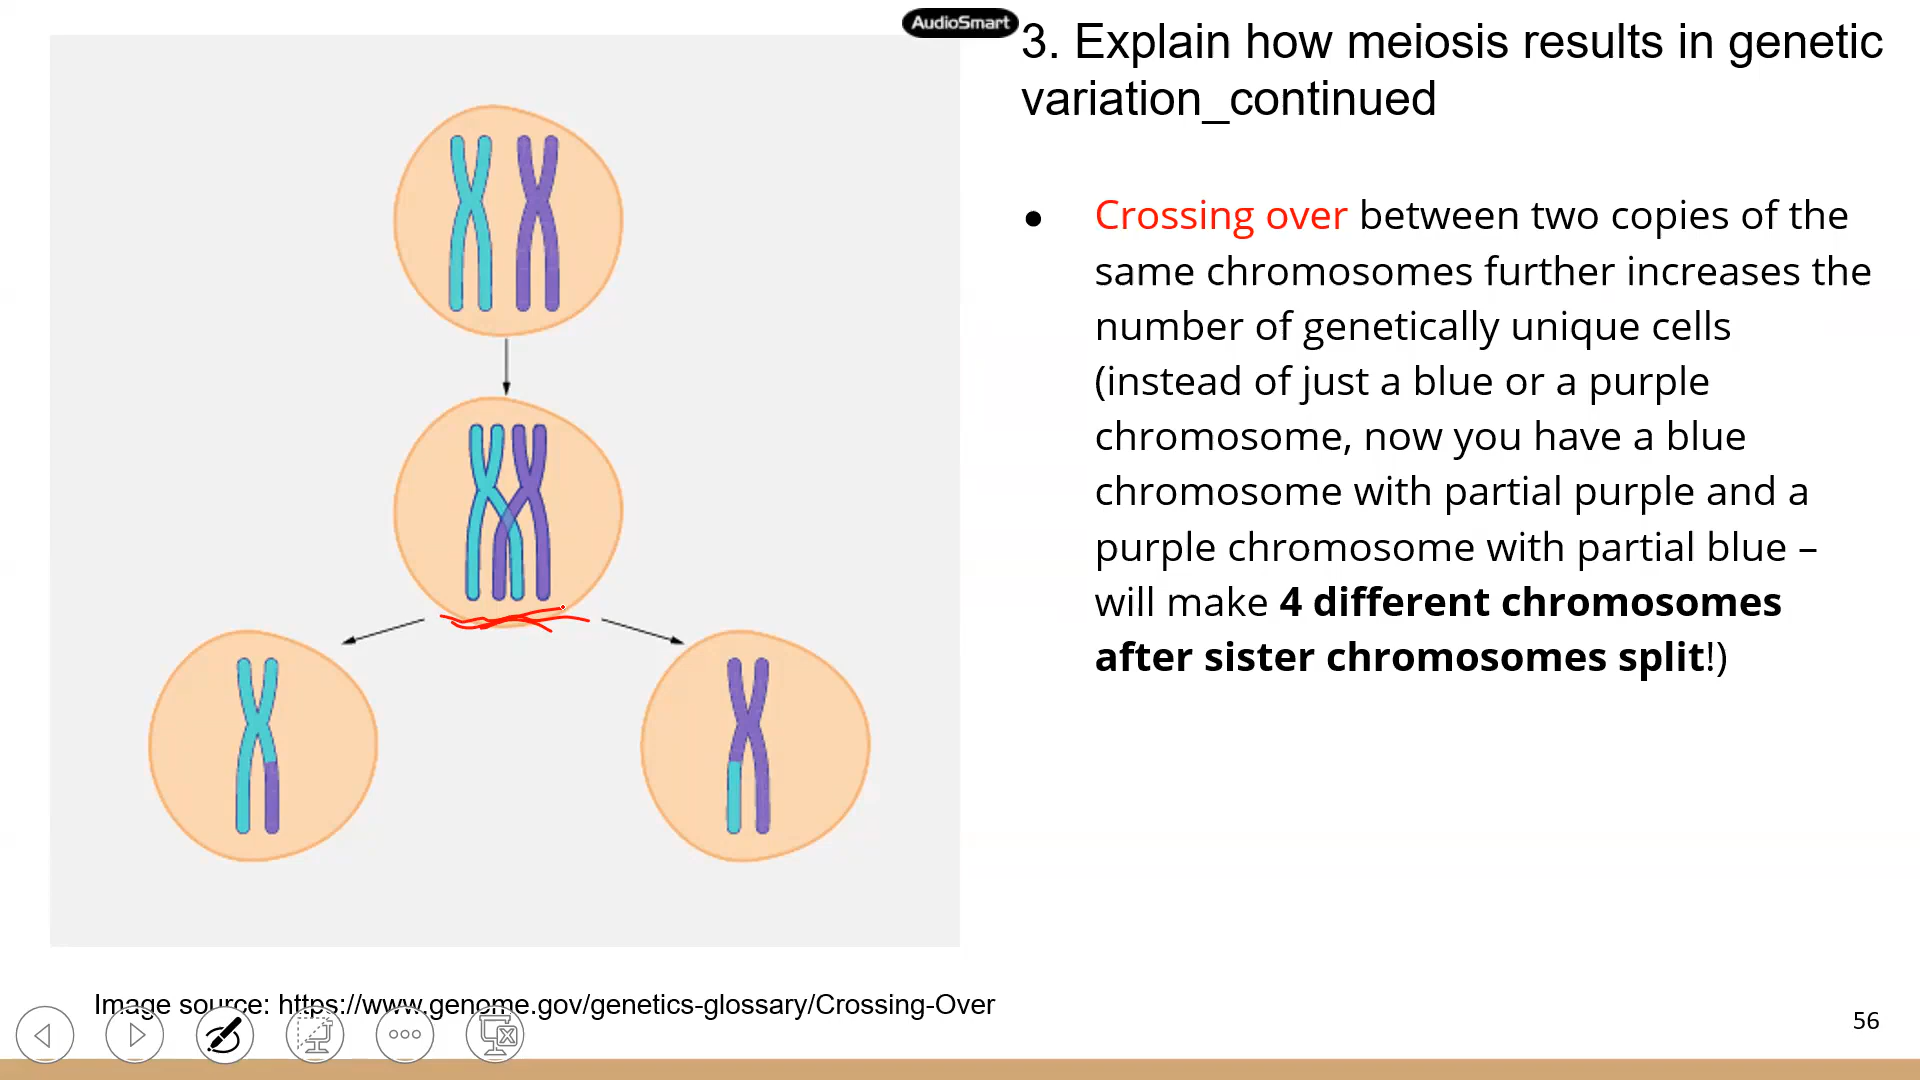 AudioSmart
3. Explain how meiosis results in genetic
variation_continued
● Crossing over between two copies of the
same chromosomes further increases the
number of genetically unique cells
(instead of just a blue or a purple
chromosome, now you have a blue
chromosome with partial purple and a
purple chromosome with partial blue –
will make 4 different chromosomes
after sister chromosomes split!)
Image source: https://www.genome.gov/genetics-glossary/Crossing-Over
56